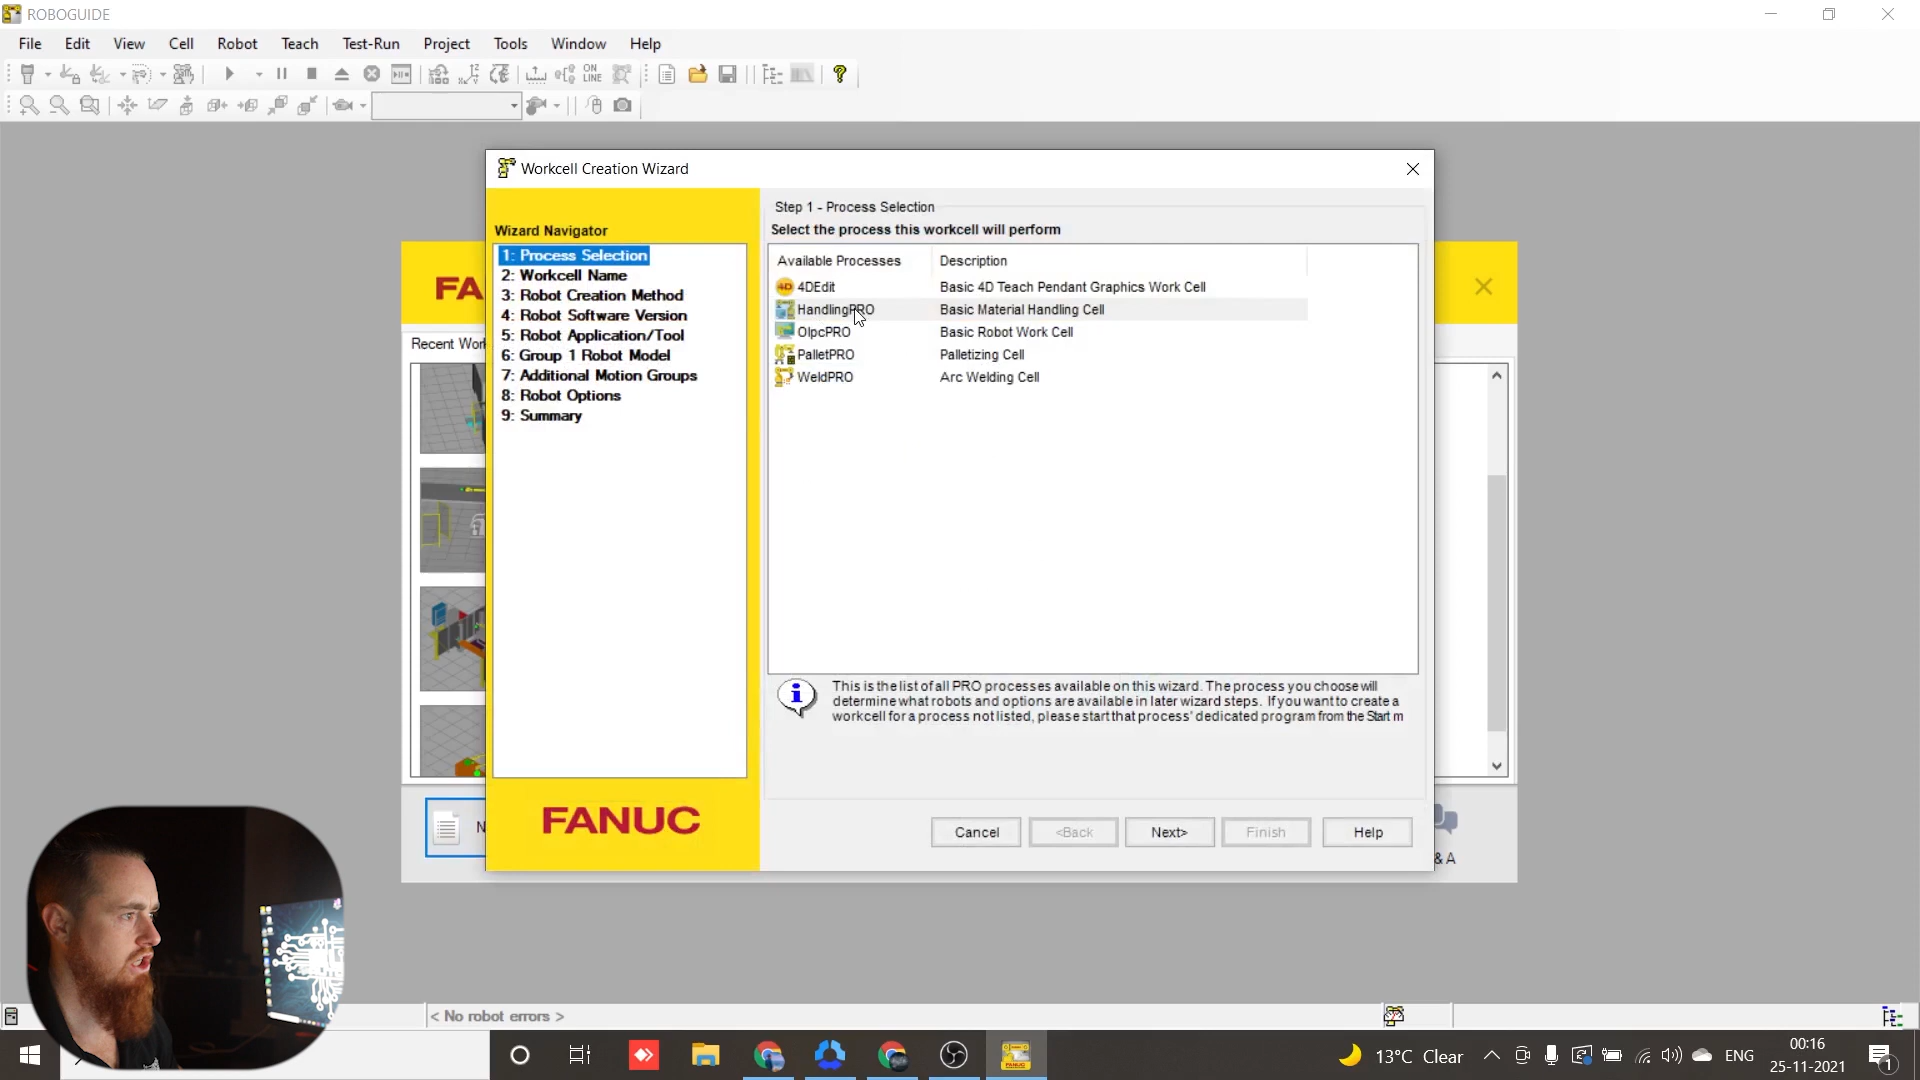 ROBOGUIDE
File Edit View Cell Robot Teach Test-Run Project Tools Window Help
ON
LINE
Workcell Creation Wizard
Step 1 - Process Selection
Wizard Navigator
Select the process this workcell will perform
1: Process Selection
2: Workcell Name
3: Robot Creation Method
4: Robot Software Version
5: Robot Application/Tool
6: Group 1 Robot Model
7: Additional Motion Groups
8: Robot Options
9: Summary
Available Processes Description
4D 4DEdit Basic 4D Teach Pendant Graphics Work Cell
HandlingPRO Basic Material Handling Cell
OlpcPRO Basic Robot Work Cell
PalletPRO Palletizing Cell
WeldPRO Arc Welding Cell
FA
Recent Work
This is the list of all PRO processes available on this wizard. The process you choose will
determine what robots and options are available in later wizard steps. If you want to create a
workcell for a process not listed, please start that process' dedicated program from the Start m
FANUC
Cancel <Back Next> Finish Help
N
& A
< No robot errors >
13°C Clear
ENG
00:16
25-11-2021
1
FANUC